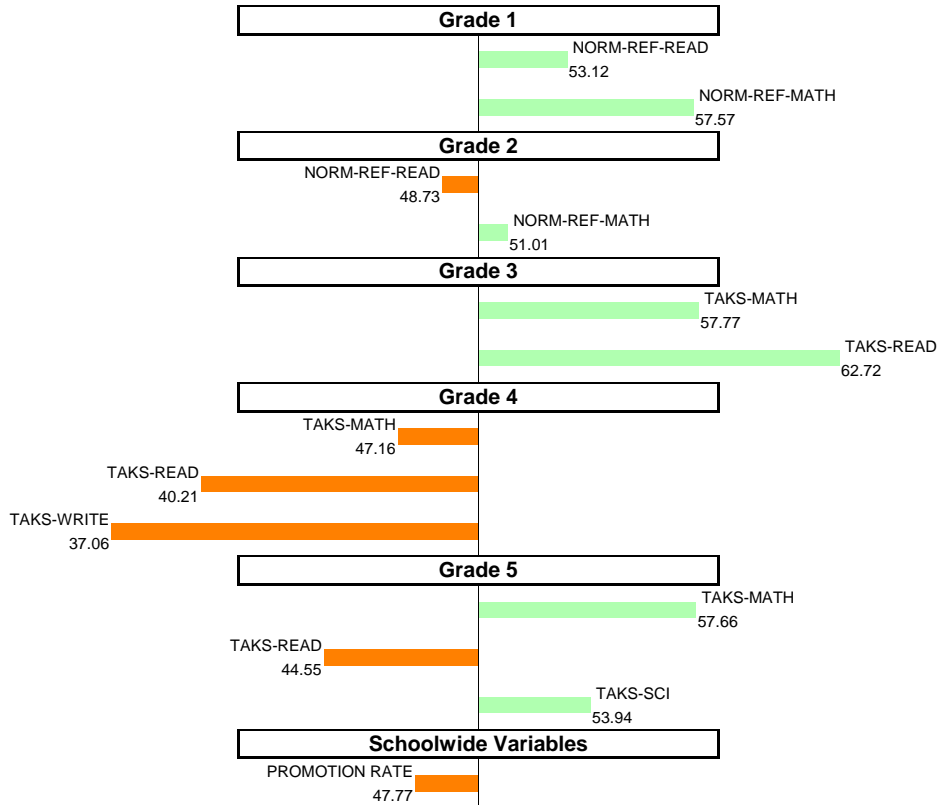 Grade 1
NORM-REF-READ
53.12
NORM-REF-MATH
57.57
Grade 2
NORM-REF-READ
48.73
NORM-REF-MATH
51.01
Grade 3
TAKS-MATH
57.77
TAKS-READ
62.72
Grade 4
TAKS-MATH
47.16
TAKS-READ
40.21
TAKS-WRITE
37.06
Grade 5
TAKS-MATH
57.66
TAKS-READ
44.55
TAKS-SCI
53.94
Schoolwide Variables
PROMOTION RATE
47.77